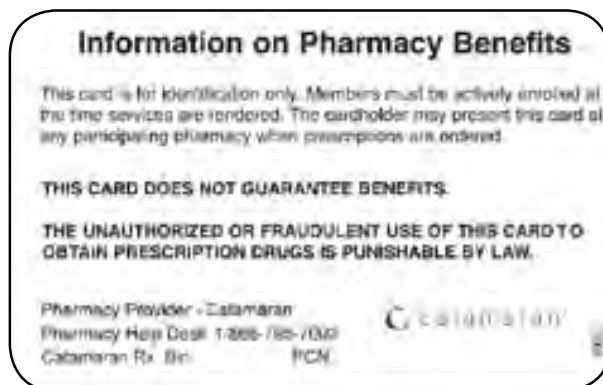 Information on Pharmacy Benefits
This card is for identification only. Members must be actively enrolled at
the time services are rendered. The cardholder may present this card at
any participating pharmacy when prescriptions are ordered.
THIS CARD DOES NOT GUARANTEE BENEFITS.
THE UNAUTHORIZED OR FRAUDULENT USE OF THIS CARD TO
OBTAIN PRESCRIPTION DRUGS IS PUNISHABLE BY LAW.
Pharmacy Provider - Catamaran
catamaran
Pharmacy Help Desk
Catamaran Rx Bin PCN